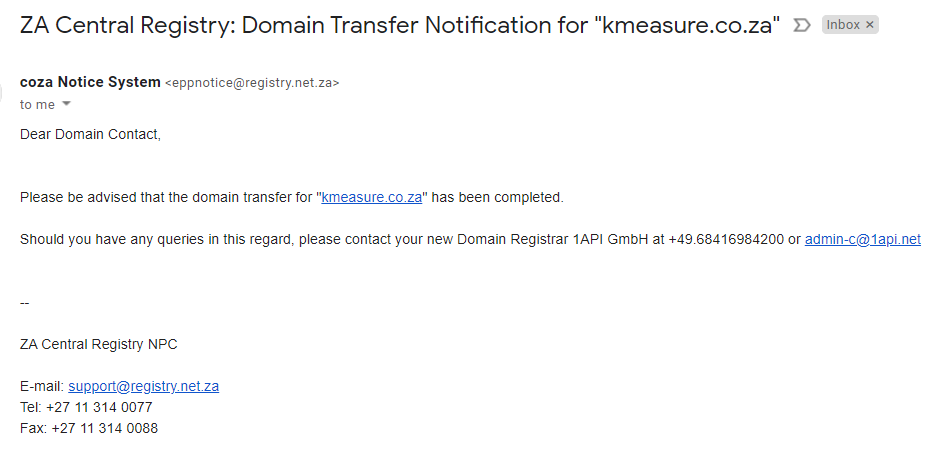 ZA Central Registry: Domain Transfer Notification for "kmeasure.co.za" Inbox ×
coza Notice System <eppnotice@registry.net.za>
to me
Dear Domain Contact,
Please be advised that the domain transfer for "kmeasure.co.za" has been completed.
Should you have any queries in this regard, please contact your new Domain Registrar 1API GmbH at +49.68416984200 or admin-c@1api.net
--
ZA Central Registry NPC
E-mail: support@registry.net.za
Tel: +27 11 314 0077
Fax: +27 11 314 0088